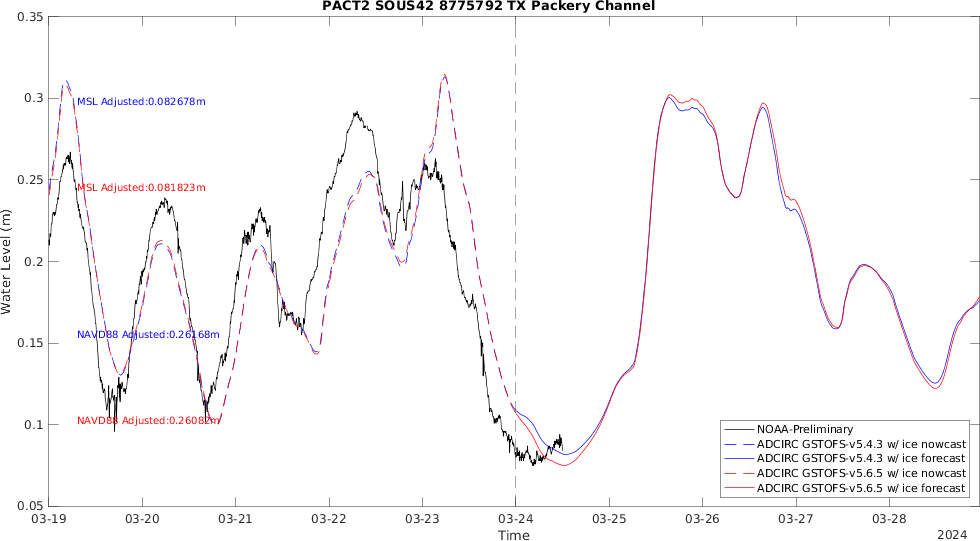 PACT2 SOUS42 8775792 TX Packery Channel
Water Level (m)
0.35
0.3
0.25
0.2
0.15
0.1
0.05
MSL Adjusted:0.082678m
MSL Adjusted:0.081823m
NAVD88 Adjusted:0.26168m
NAVD88 Adjusted:0.26082m
NOAA-Preliminary
ADCIRC GSTOFS-v5.4.3 w/ ice nowcast
ADCIRC GSTOFS-v5.4.3 w/ ice forecast
ADCIRC GSTOFS-v5.6.5 w/ ice nowcast
ADCIRC GSTOFS-v5.6.5 w/ ice forecast
03-19 03-20 03-21 03-22 03-23 03-24 03-25 03-26 03-27 03-28
Time
2024